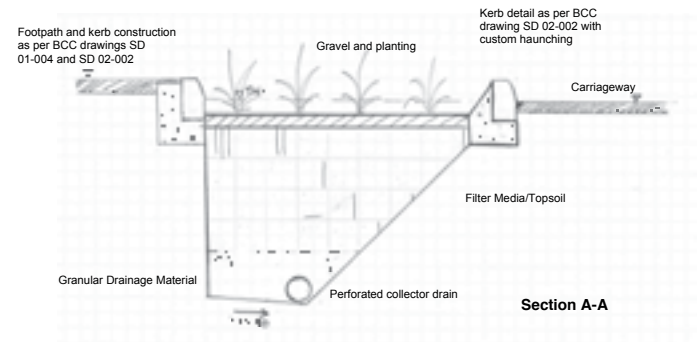 Footpath and kerb construction
as per BCC drawings SD
01-004 and SD 02-002
Gravel and planting
Kerb detail as per BCC
drawing SD 02-002 with
custom haunching
Carriageway
Filter Media/Topsoil
Granular Drainage Material
Perforated collector drain
Section A-A